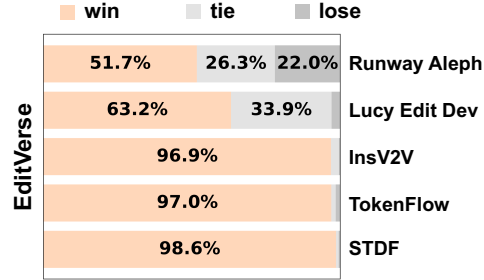 win tie lose
51.7% 26.3% 22.0% Runway Aleph
63.2% 33.9% Lucy Edit Dev
96.9% InsV2V
97.0% TokenFlow
98.6% STDF
EditVerse